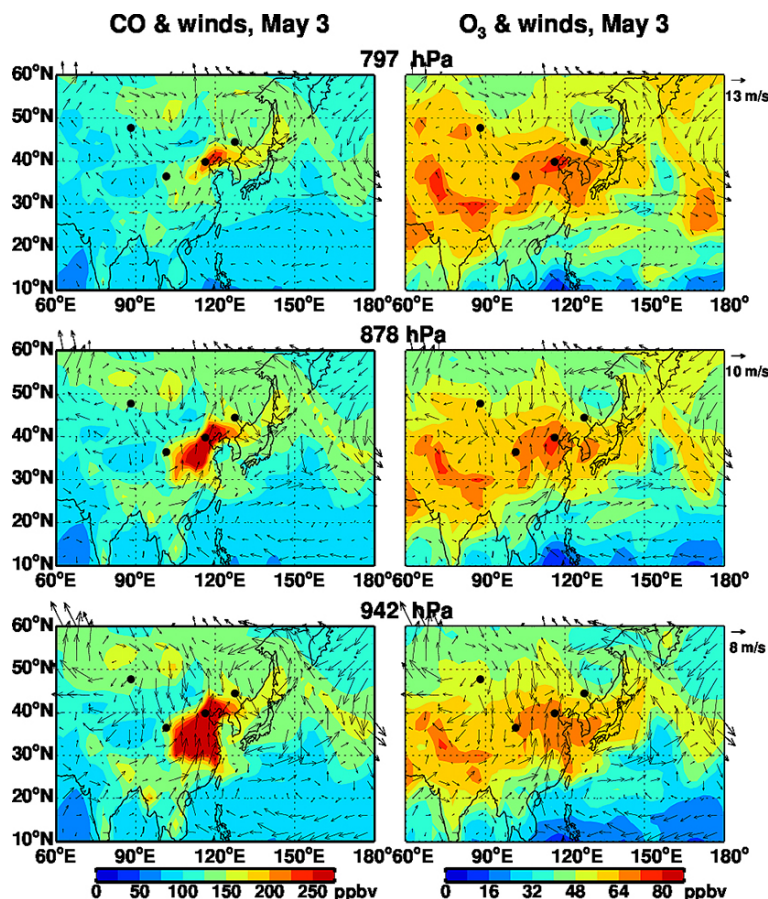 CO & winds, May 3
O₃ & winds, May 3
797 hPa
60°N
50°N
40°N
30°N
20°N
10°N
13 m/s
60°E 90°E 120°E 150°E 180°
60°E 90°E 120°E 150°E 180°
878 hPa
60°N
50°N
40°N
30°N
20°N
10°N
10 m/s
60°E 90°E 120°E 150°E 180°
60°E 90°E 120°E 150°E 180°
942 hPa
60°N
50°N
40°N
30°N
20°N
10°N
8 m/s
60°E 90°E 120°E 150°E 180°
60°E 90°E 120°E 150°E 180°
0 50 100 150 200 250 ppbv
0 16 32 48 64 80 ppbv